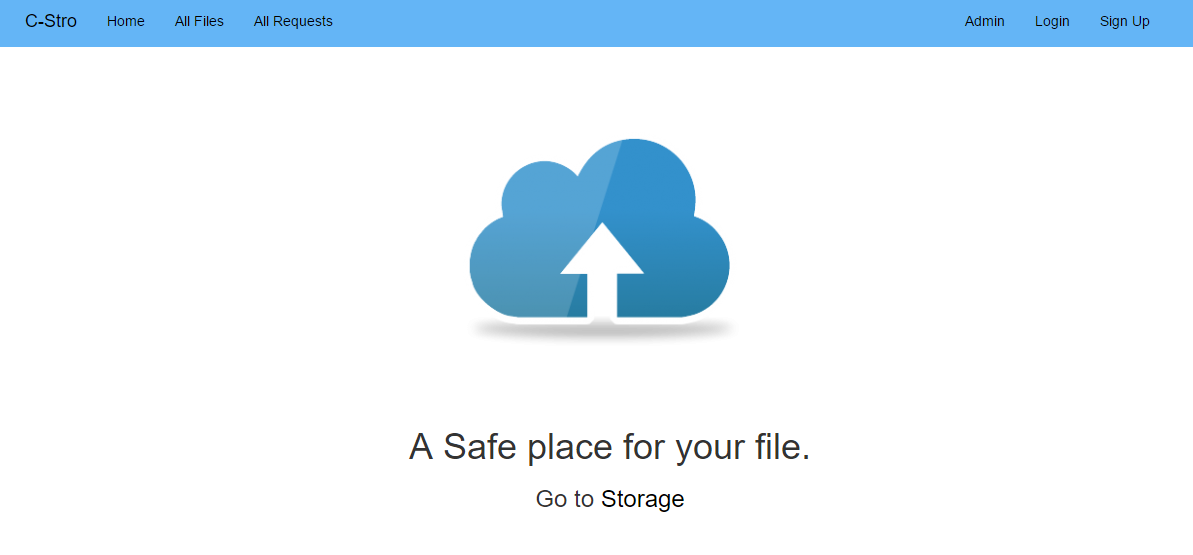 C-Stro Home All Files All Requests Admin Login Sign Up
A Safe place for your file.
Go to Storage